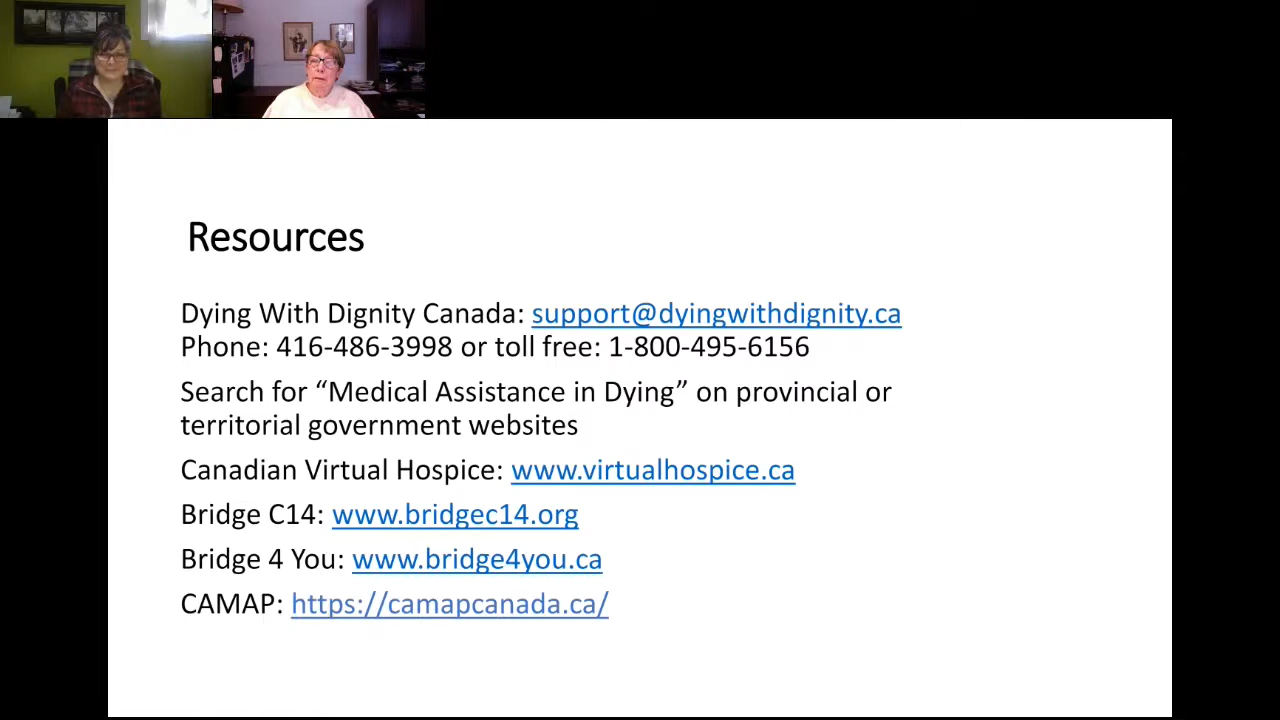 Resources
Dying With Dignity Canada: support@dyingwithdignity.ca
Phone: 416-486-3998 or toll free: 1-800-495-6156
Search for “Medical Assistance in Dying” on provincial or
territorial government websites
Canadian Virtual Hospice: www.virtualhospice.ca
Bridge C14: www.bridgec14.org
Bridge 4 You: www.bridge4you.ca
CAMAP: https://camapcanada.ca/